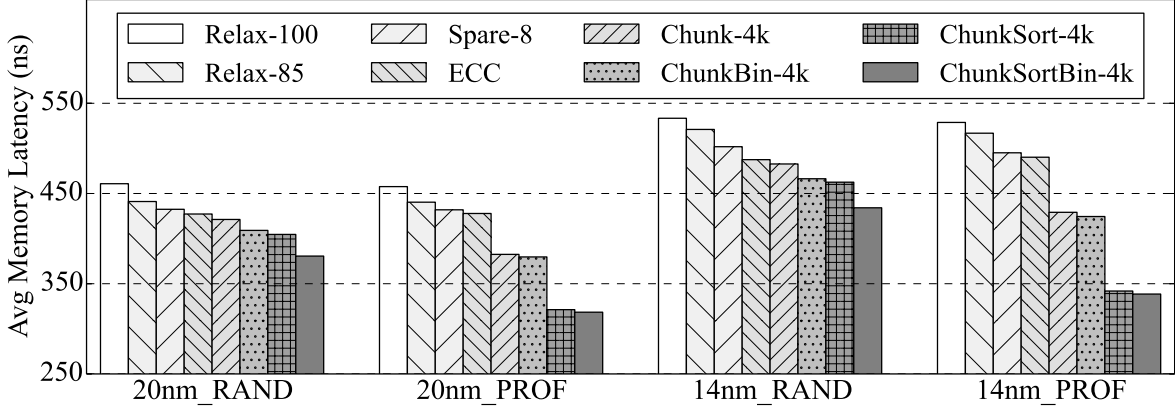 Relax-100 Spare-8 Chunk-4k ChunkSort-4k
Relax-85 ECC ChunkBin-4k ChunkSortBin-4k
Avg Memory Latency (ns)
550
450
350
250
20nm_RAND 20nm_PROF 14nm_RAND 14nm_PROF